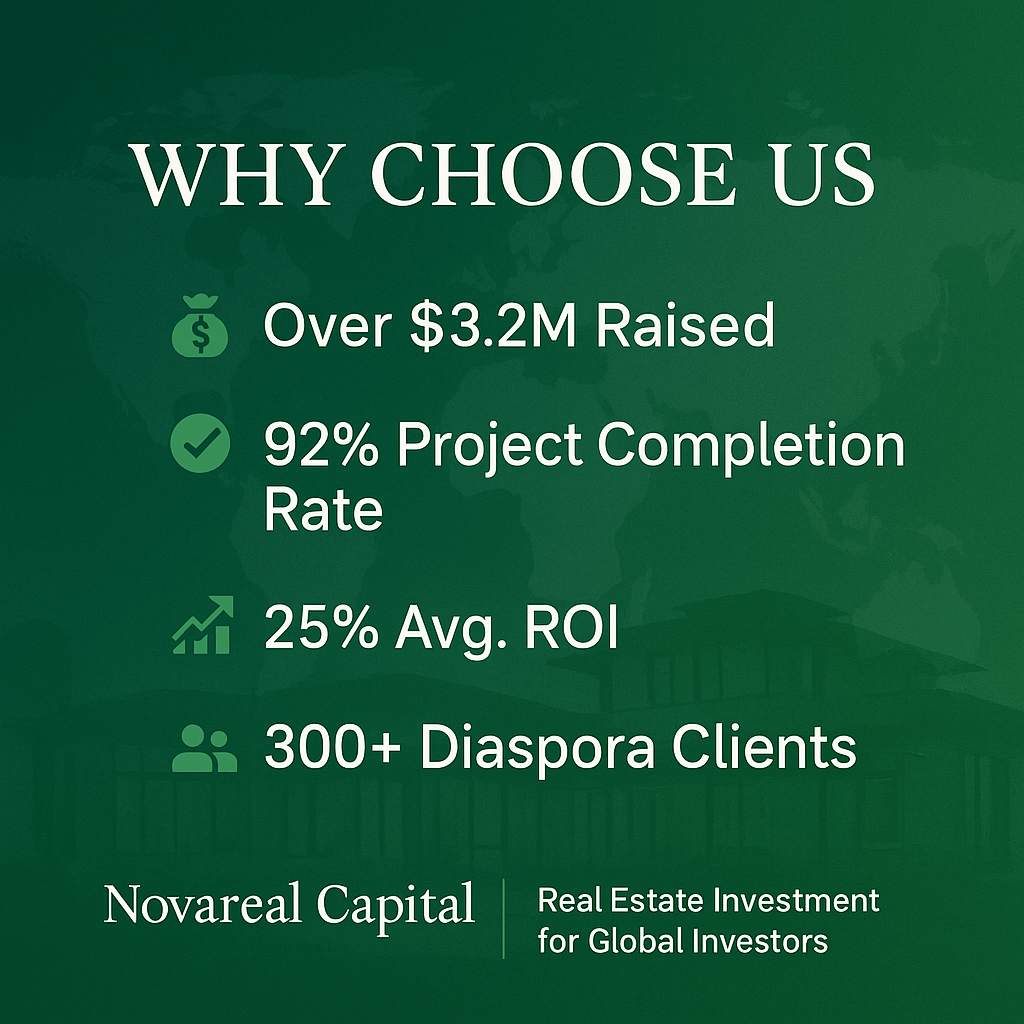 WHY CHOOSE US
$
Over $3.2M Raised
92% Project Completion
Rate
25% Avg. ROI
300+ Diaspora Clients
Novareal Capital
Real Estate Investment
for Global Investors